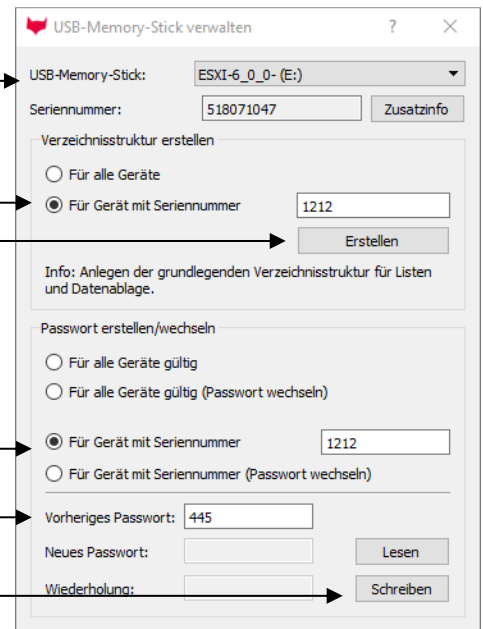 USB-Memory-Stick verwalten ? ×
USB-Memory-Stick: ESXI-6_0_0- (E:)
Seriennummer: 518071047 Zusatzinfo
Verzeichnisstruktur erstellen
Für alle Geräte
Für Gerät mit Seriennummer 1212
Erstellen
Info: Anlegen der grundlegenden Verzeichnisstruktur für Listen
und Datenablage.
Passwort erstellen/wechseln
Für alle Geräte gültig
Für alle Geräte gültig (Passwort wechseln)
Für Gerät mit Seriennummer 1212
Für Gerät mit Seriennummer (Passwort wechseln)
Vorheriges Passwort: 445
Neues Passwort: Lesen
Wiederholung: Schreiben